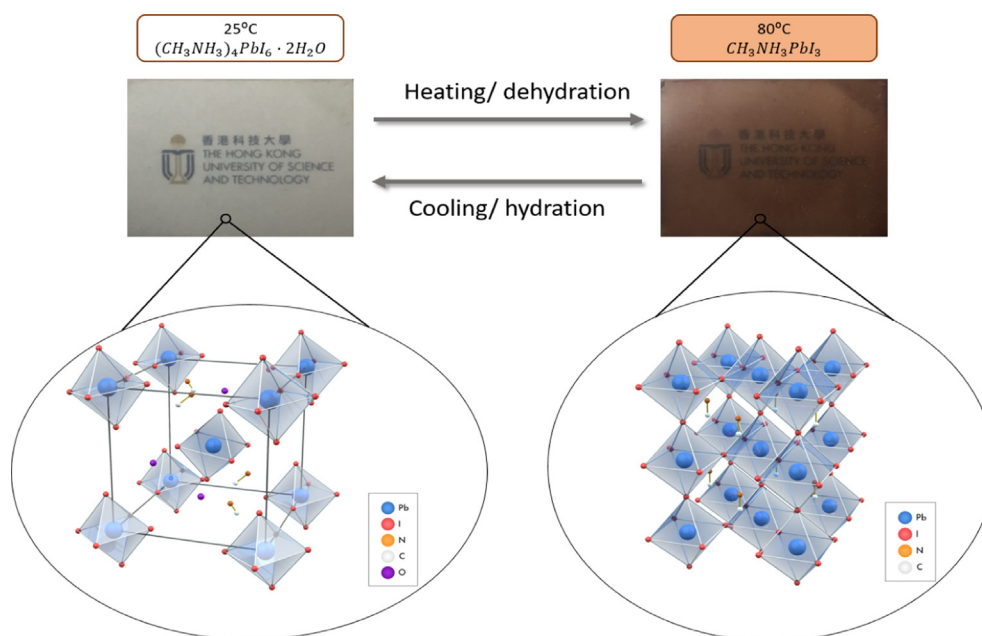 25°C
(CH₃NH₃)₄PbI₆ · 2H₂O
80°C
CH₃NH₃PbI₃
Heating/ dehydration
Cooling/ hydration
香港科技大學
THE HONG KONG
UNIVERSITY OF SCIENCE
AND TECHNOLOGY
香港科技大學
THE HONG KONG
UNIVERSITY OF SCIENCE
AND TECHNOLOGY
Pb
I
N
C
O
Pb
I
N
C